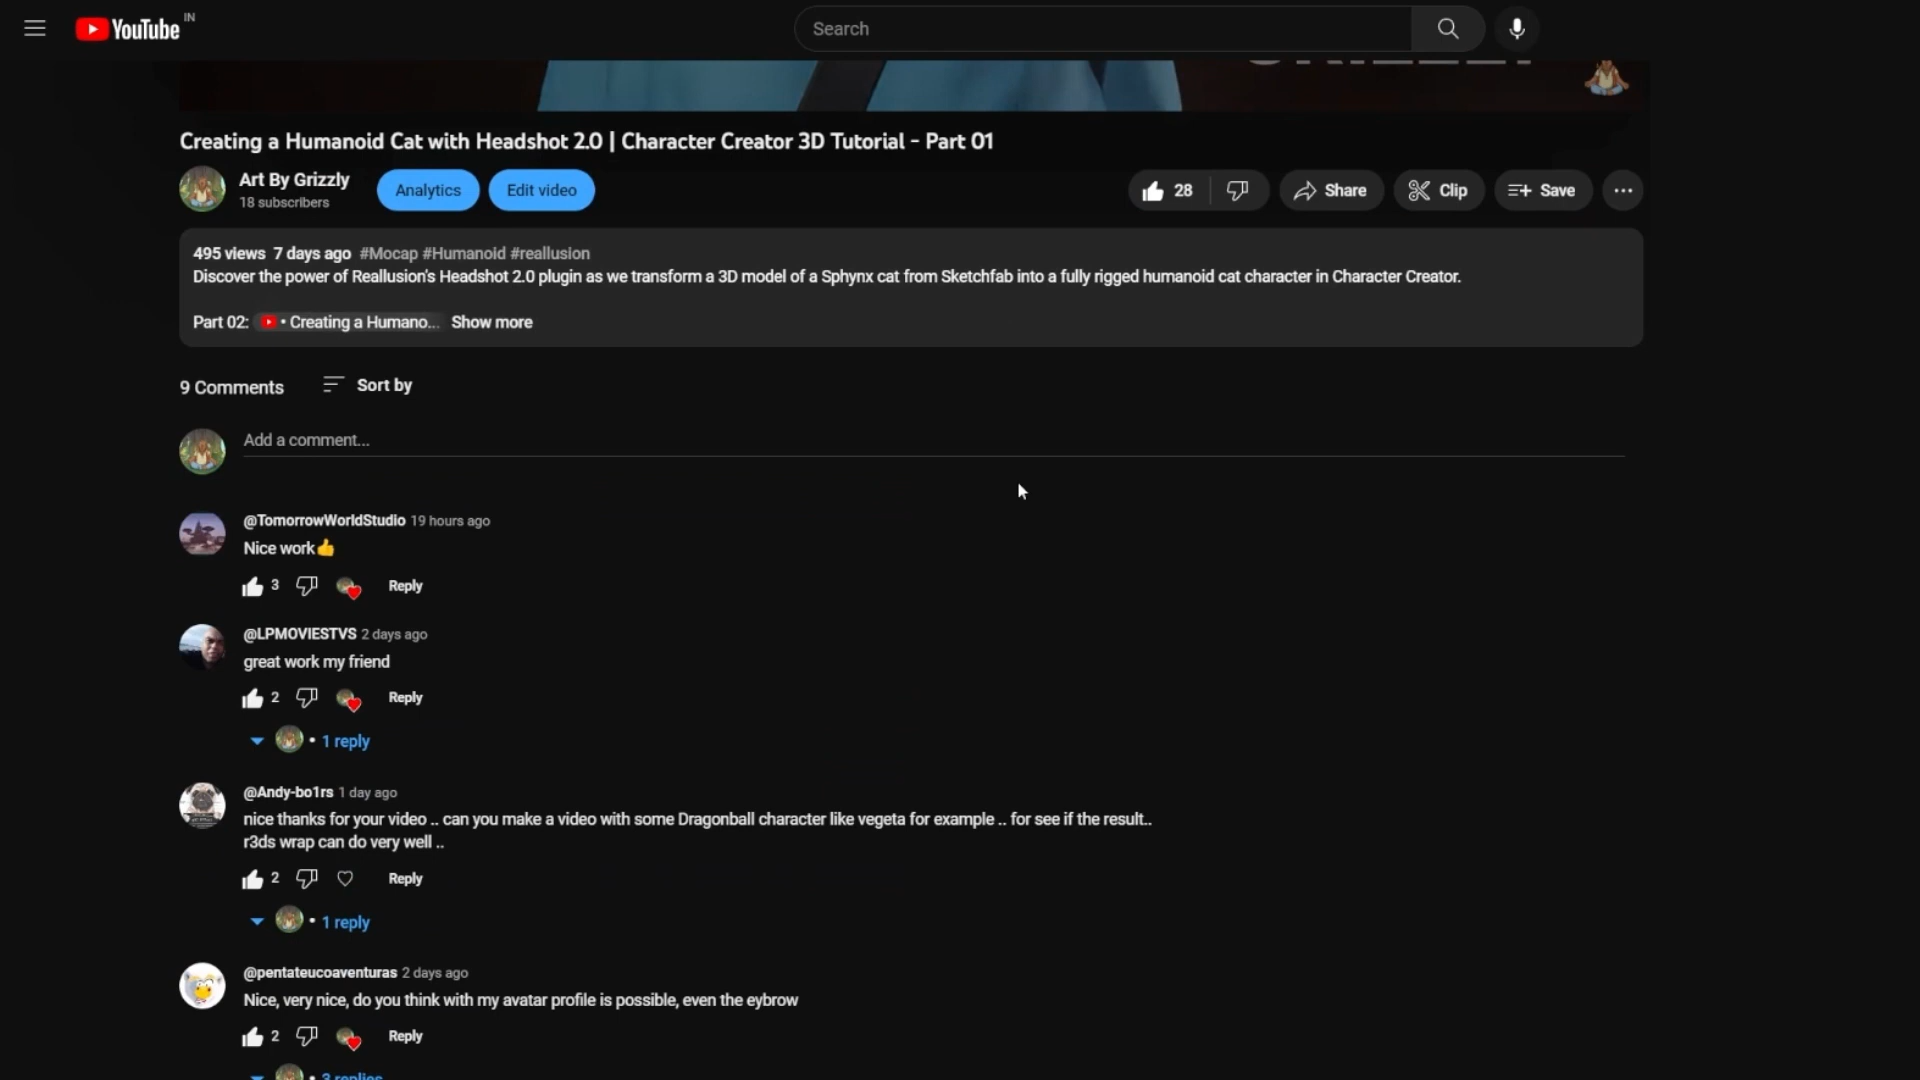 YouTube IN
Search
Creating a Humanoid Cat with Headshot 2.0 | Character Creator 3D Tutorial - Part 01
Art By Grizzly
18 subscribers
Analytics
Edit video
28
Share
Clip
Save
495 views 7 days ago #Mocap #Humanoid #reallusion
Discover the power of Reallusion's Headshot 2.0 plugin as we transform a 3D model of a Sphynx cat from Sketchfab into a fully rigged humanoid cat character in Character Creator.
Part 02: • Creating a Humano... Show more
9 Comments
Sort by
Add a comment...
@TomorrowWorldStudio 19 hours ago
Nice work👍
3
Reply
@LPMOVIESTVS 2 days ago
great work my friend
2
Reply
• 1 reply
@Andy-bo1rs 1 day ago
nice thanks for your video .. can you make a video with some Dragonball character like vegeta for example .. for see if the result..
r3ds wrap can do very well ..
2
Reply
• 1 reply
@pentateucoaventuras 2 days ago
Nice, very nice, do you think with my avatar profile is possible, even the eybrow
2
Reply
• 3 replies